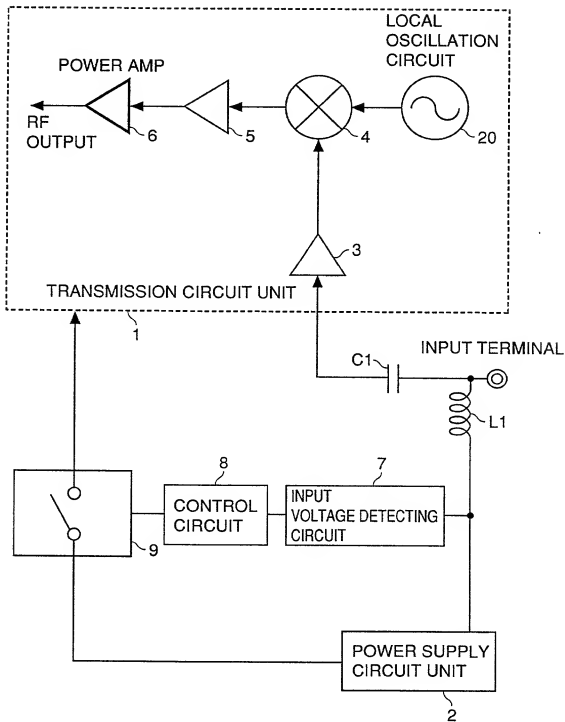 LOCAL
OSCILLATION
CIRCUIT
POWER AMP
RF
OUTPUT
6
5
4
20
3
TRANSMISSION CIRCUIT UNIT
1
C1
INPUT TERMINAL
L1
8
7
CONTROL
CIRCUIT
INPUT
VOLTAGE DETECTING
CIRCUIT
9
POWER SUPPLY
CIRCUIT UNIT
2